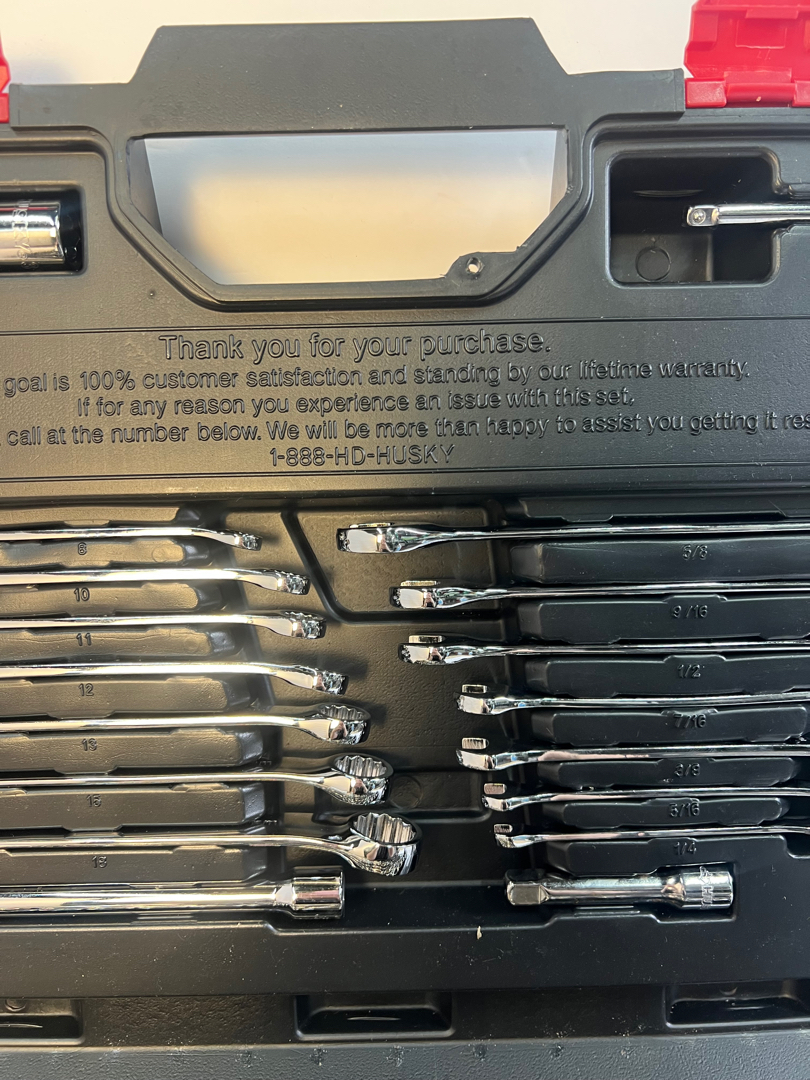 Thank you for your purchase.
goal is 100% customer satisfaction and standing by our lifetime warranty.
If for any reason you experience an issue with this set,
call at the number below. We will be more than happy to assist you getting it res
1-888-HD-HUSKY
5/8
10
9/16
11
1/2
12
7/16
13
3/8
15
5/16
1/4